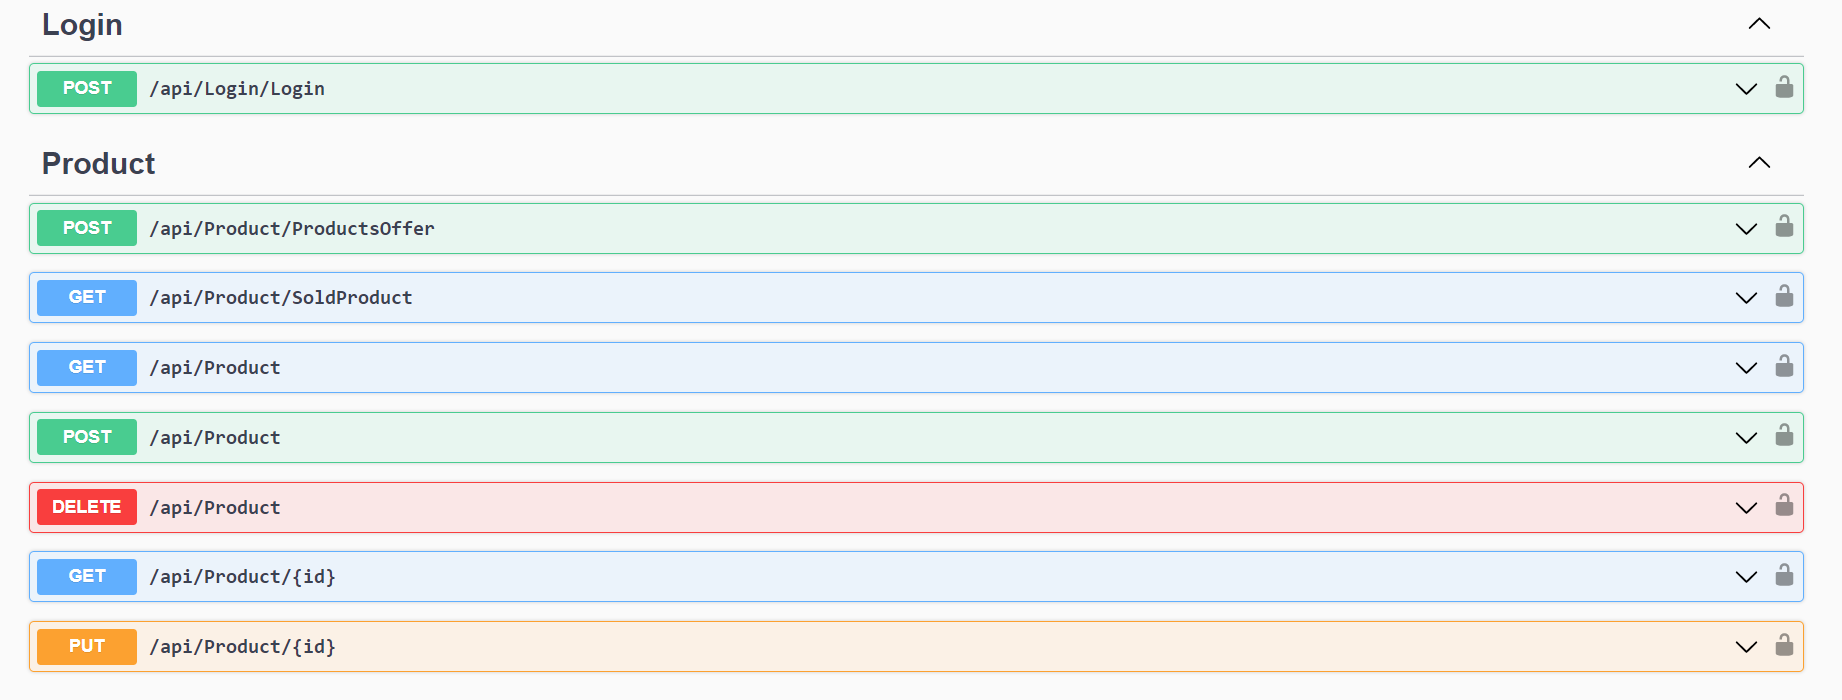 Login
POST /api/Login/Login
Product
POST /api/Product/ProductsOffer
GET /api/Product/SoldProduct
GET /api/Product
POST /api/Product
DELETE /api/Product
GET /api/Product/{id}
PUT /api/Product/{id}